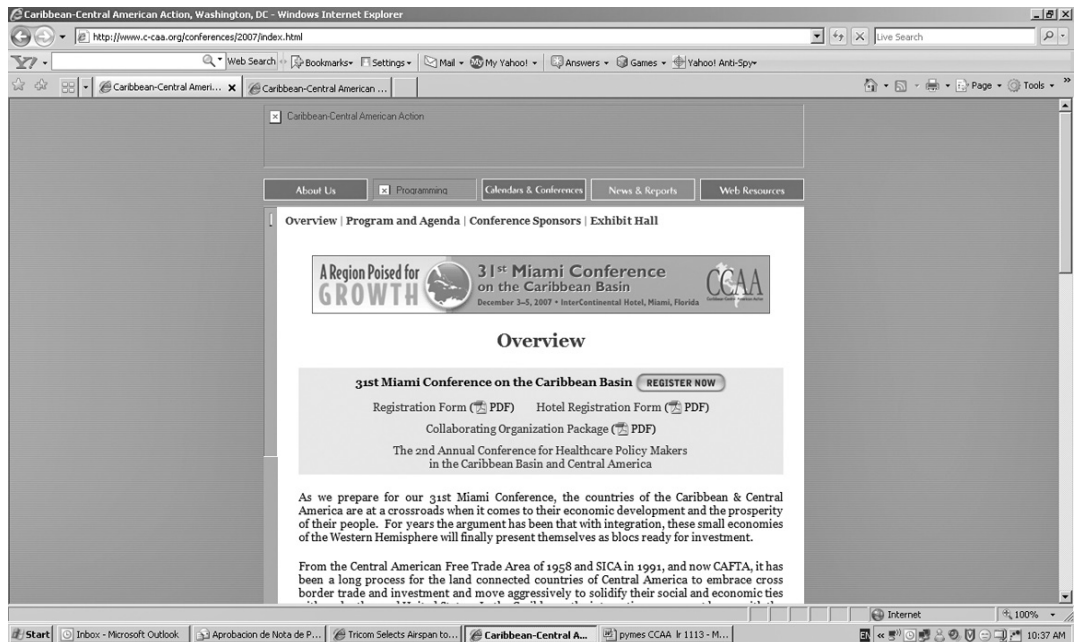 Caribbean-Central American Action, Washington, DC - Windows Internet Explorer
http://www.c-caa.org/conferences/2007/index.html
Live Search
Y7 - Web Search Bookmarks Settings Mail My Yahoo! Answers Games Yahoo! Anti-Spy
Caribbean-Central Ameri... Caribbean-Central American ... Page Tools
Caribbean-Central American Action
About Us Programming Calendars & Conferences News & Reports Web Resources
Overview | Program and Agenda | Conference Sponsors | Exhibit Hall
A Region Poised for
GROWTH
31st Miami Conference
on the Caribbean Basin
December 3-5, 2007 • InterContinental Hotel, Miami, Florida
CCAA
Overview
31st Miami Conference on the Caribbean Basin REGISTER NOW
Registration Form (PDF) Hotel Registration Form (PDF)
Collaborating Organization Package (PDF)
The 2nd Annual Conference for Healthcare Policy Makers
in the Caribbean Basin and Central America
As we prepare for our 31st Miami Conference, the countries of the Caribbean & Central
America are at a crossroads when it comes to their economic development and the prosperity
of their people. For years the argument has been that with integration, these small economies
of the Western Hemisphere will finally present themselves as blocs ready for investment.
From the Central American Free Trade Area of 1958 and SICA in 1991, and now CAFTA, it has
been a long process for the land connected countries of Central America to embrace cross
border trade and investment and move aggressively to solidify their social and economic ties
Internet 100%
Start Inbox - Microsoft Outlook Aprobacion de Nota de P... Tricom Selects Airspan to... Caribbean-Central A... pymes CCAA lr 1113 - M... EN 10:37 AM